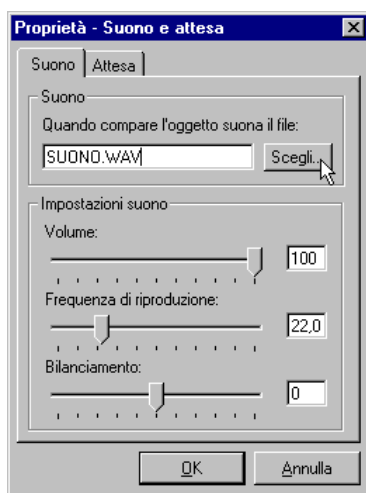 Proprietà - Suono e attesa
Suono Attesa
Suono
Quando compare l'oggetto suona il file:
SUONO.WAV Scegli...
Impostazioni suono
Volume:
100
Frequenza di riproduzione:
22,0
Bilanciamento:
0
OK Annulla